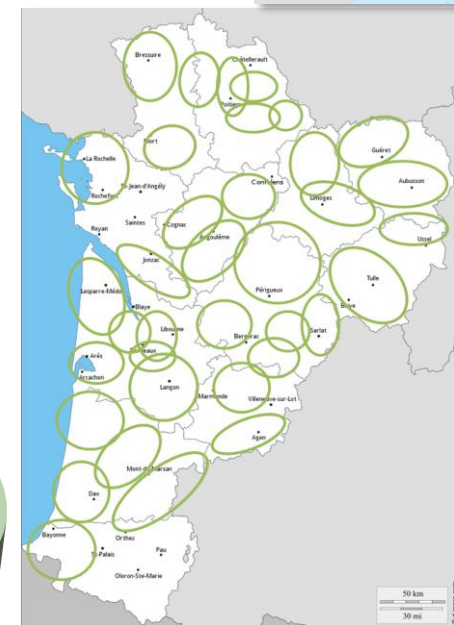 Bressuire
Châtellerault
Poitiers
Niort
La Rochelle
Rochefort
St-Jean-d'Angély
Confolens
Guéret
Aubusson
Limoges
Saintes
Cognac
Angoulême
Royan
Ussel
Jonzac
Lesparre-Médoc
Périgueux
Tulle
Blaye
Brive
Libourne
Bordeaux
Bergerac
Sarlat
Arès
Arcachon
Langon
Marmande
Villeneuve-sur-Lot
Agen
Mont-de-Marsan
Dax
Bayonne
Orthez
St-Palais
Pau
Oloron-Ste-Marie
50 km
30 mi